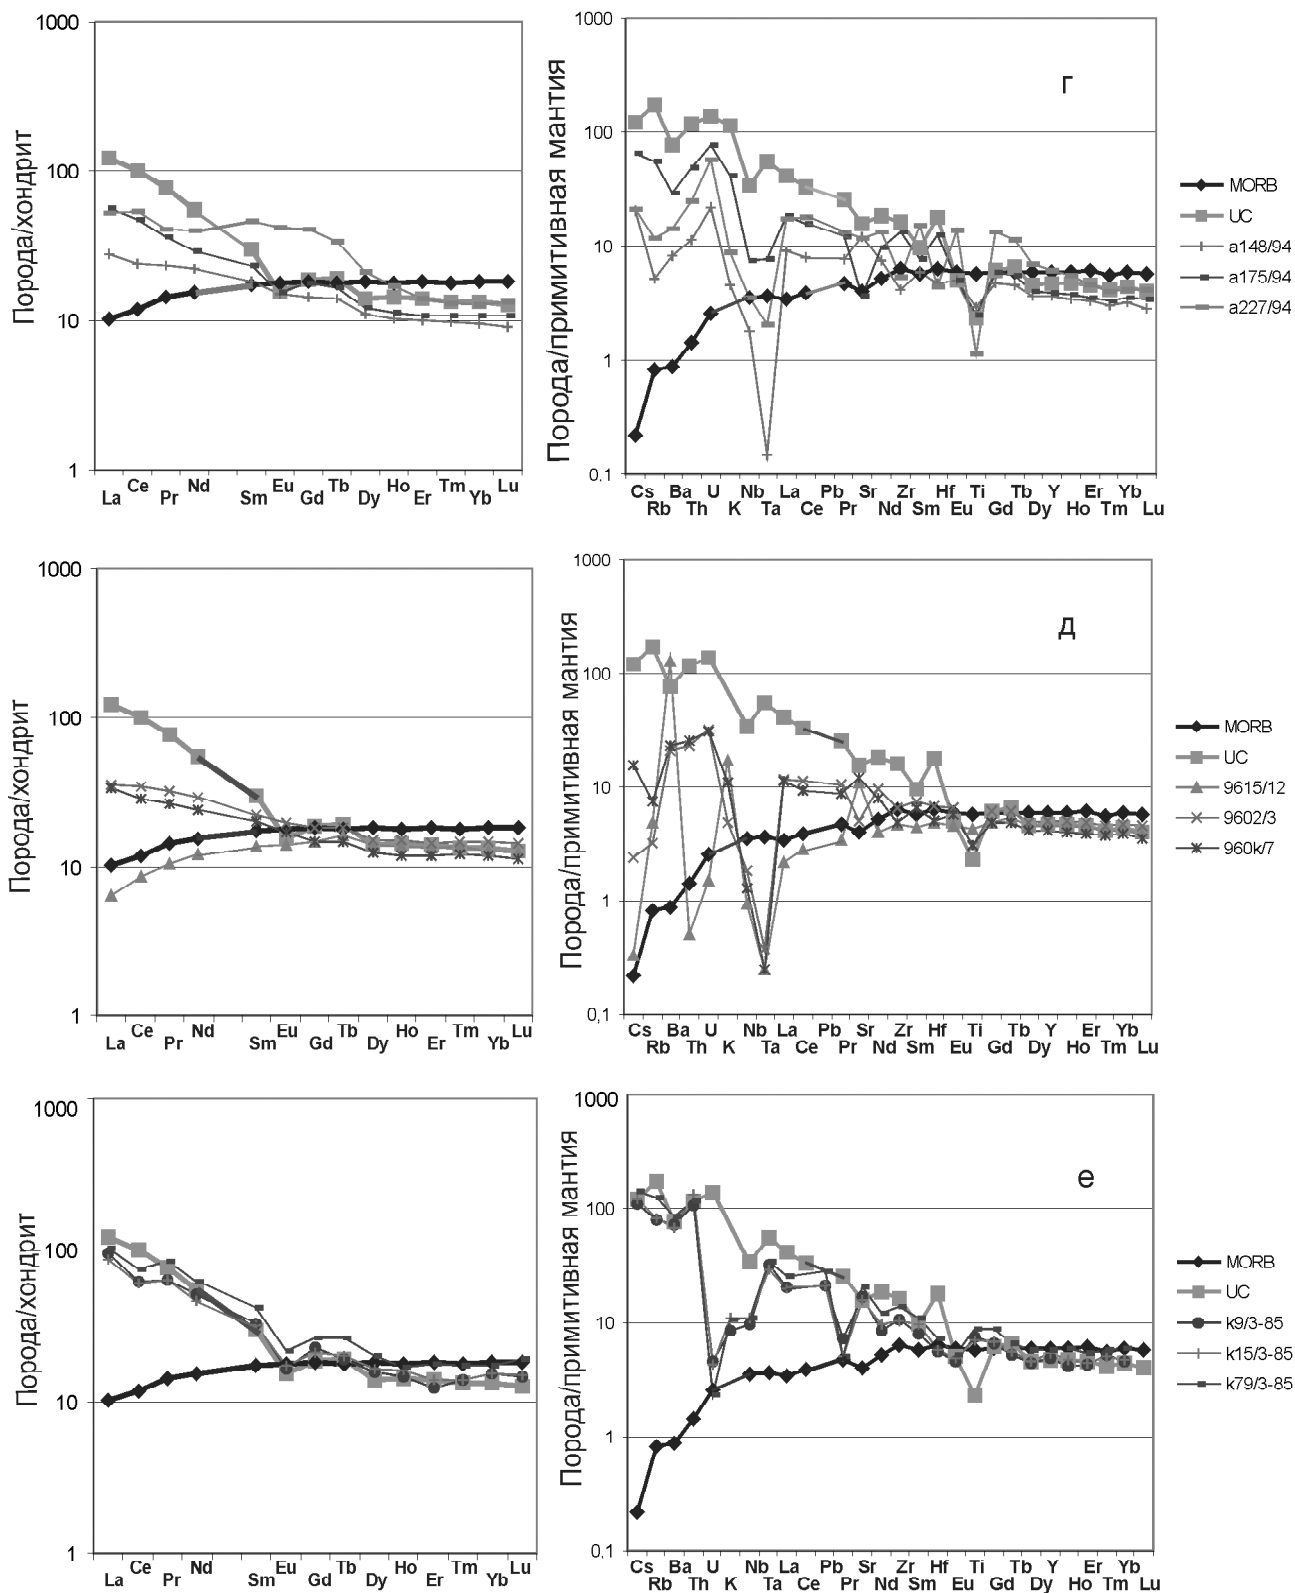 Порода/хондрит
1000
100
10
1
La Ce Pr Nd Sm Eu Gd Tb Dy Ho Er Tm Yb Lu
Порода/примитивная мантия
1000
100
10
1
0.1
Cs Rb Ba Th U K Nb Ta La Ce Pb Pr Sr Nd Zr Sm Hf Eu Ti Gd Tb Dy Y Ho Er Tm Yb Lu
г
MORB
UC
a148/94
a175/94
a227/94
Порода/хондрит
1000
100
10
1
La Ce Pr Nd Sm Eu Gd Tb Dy Ho Er Tm Yb Lu
Порода/примитивная мантия
1000
100
10
1
0,1
Cs Rb Ba Th U K Nb Ta La Ce Pb Pr Sr Nd Zr Sm Hf Eu Ti Gd Tb Dy Y Ho Er Tm Yb Lu
д
MORB
UC
9615/12
9602/3
960k/7
Порода/хондрит
1000
100
10
1
La Ce Pr Nd Sm Eu Gd Tb Dy Ho Er Tm Yb Lu
Порода/примитивная мантия
1000
100
10
1
0,1
Cs Rb Ba Th U K Nb Ta La Ce Pb Pr Sr Nd Zr Sm Hf Eu Ti Gd Tb Dy Y Ho Er Tm Yb Lu
е
MORB
UC
k9/3-85
k15/3-85
k79/3-85